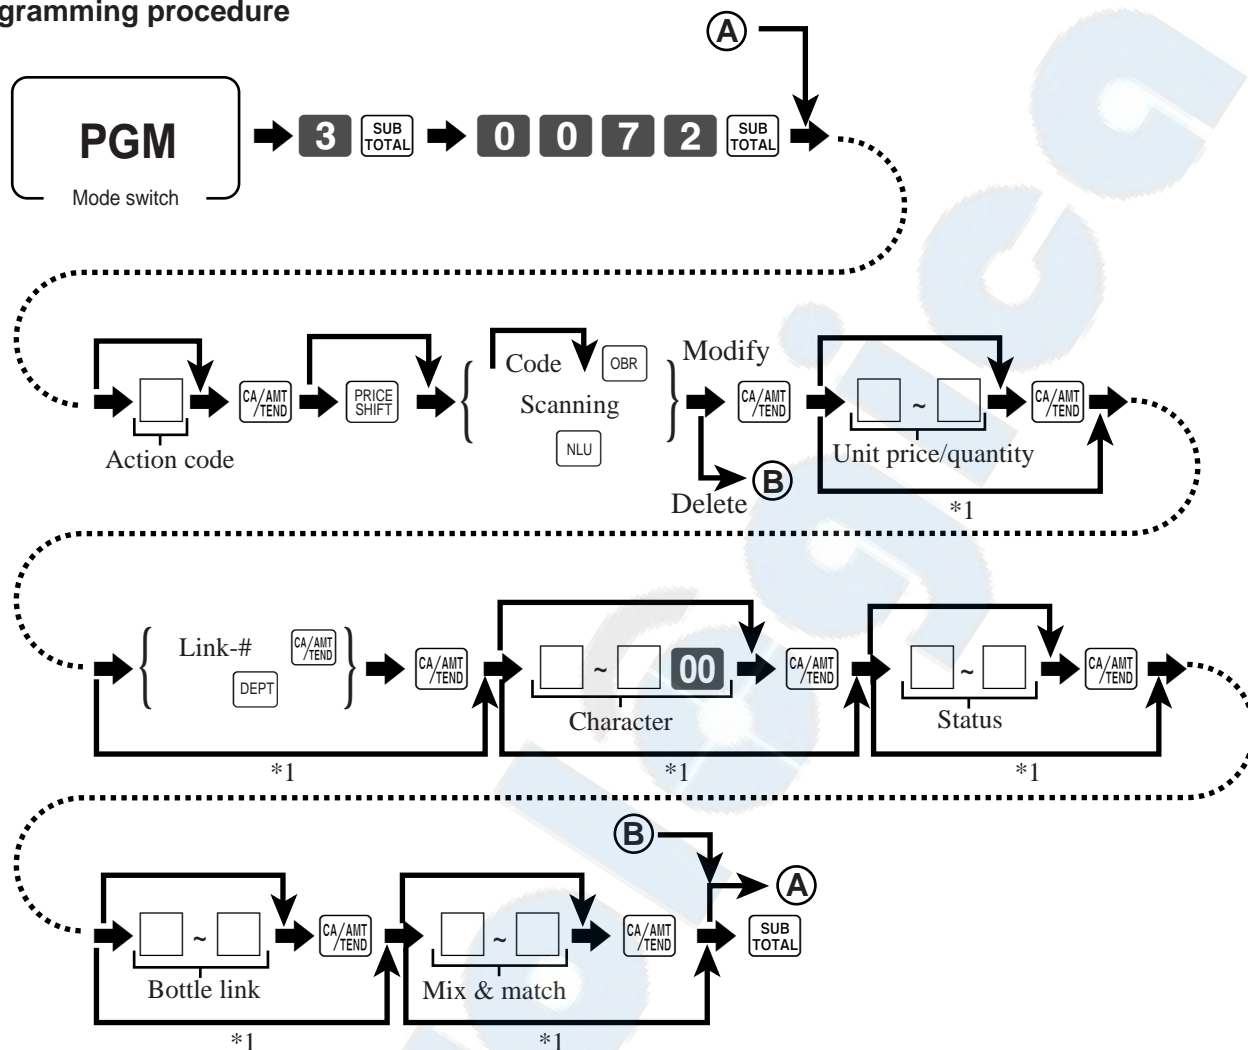 gramming procedure
A
PGM
Mode switch
3 SUB TOTAL 0 0 7 2 SUB TOTAL
Code OBR Modify
CA/AMT /TEND PRICE SHIFT Scanning CA/AMT /TEND ~ CA/AMT /TEND
NLU
Action code Unit price/quantity
Delete B
*1
Link-# CA/AMT /TEND
DEPT CA/AMT /TEND ~ 00 CA/AMT /TEND ~ CA/AMT /TEND
Character Status
*1 *1 *1
B
A
~ CA/AMT /TEND ~ CA/AMT /TEND SUB TOTAL
Bottle link Mix & match
*1 *1